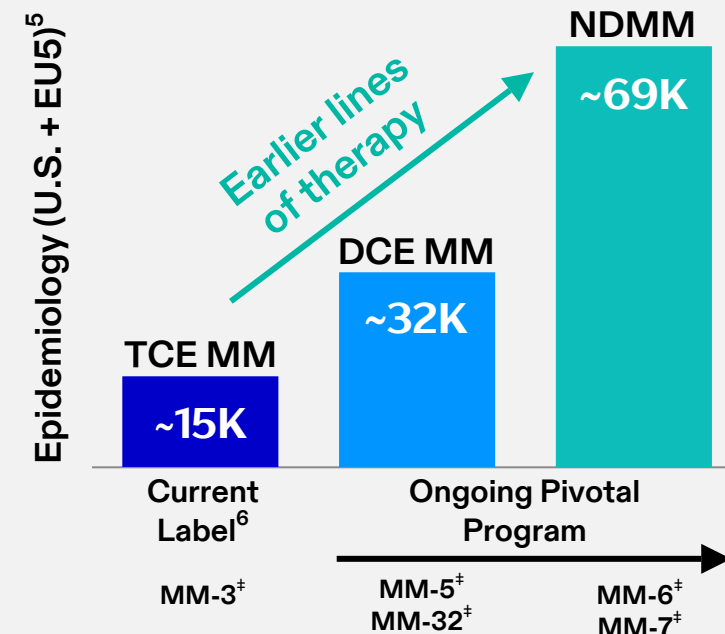 Epidemiology (U.S. + EU5)⁵
Earlier lines
of therapy
TCE MM
~15K
DCE MM
~32K
NDMM
~69K
Current
Label⁶
Ongoing Pivotal
Program
MM-3‡
MM-5‡
MM-32‡
MM-6‡
MM-7‡